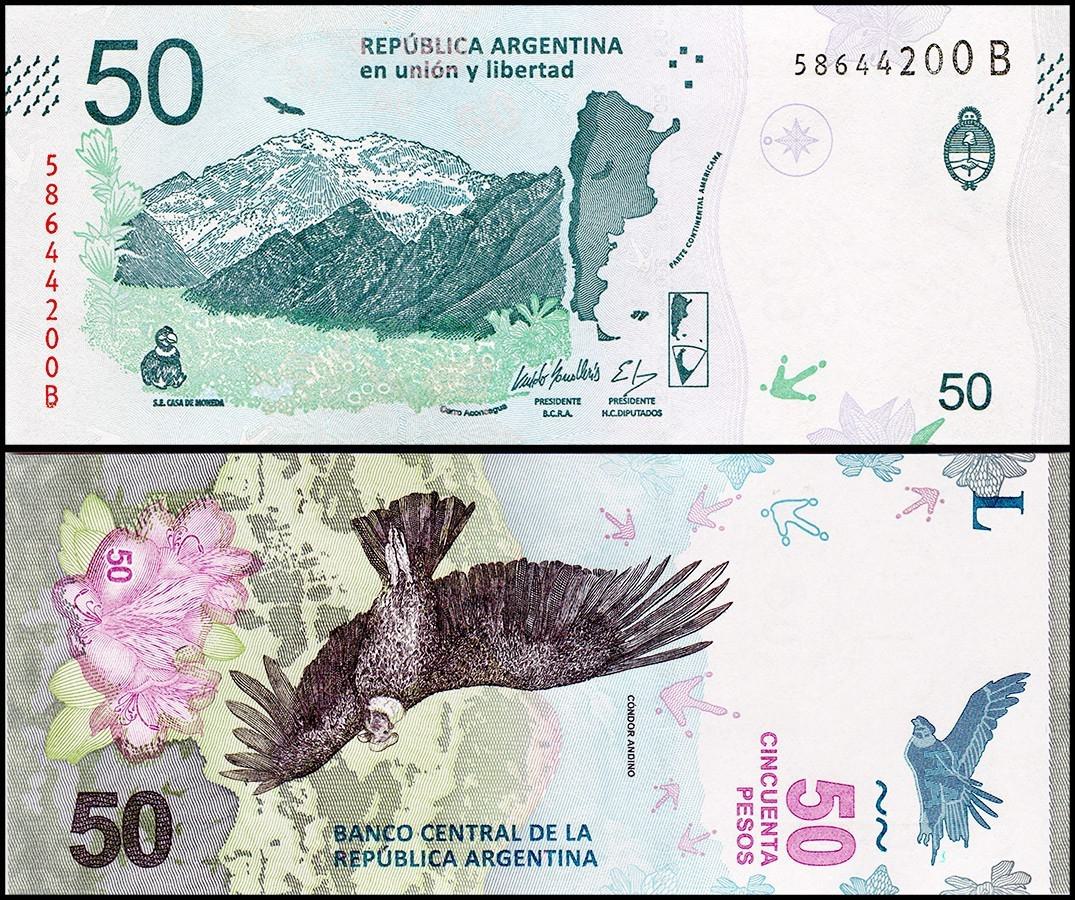 50
REPÚBLICA ARGENTINA
en unión y libertad
58644200B
58644200B
PARTE CONTINENTAL AMERICANA
S.E. CASA DE MONEDA
Cerro Aconcagua
PRESIDENTE
B.C.R.A.
PRESIDENTE
H.C.DIPUTADOS
50
50
L
CÓNDOR ANDINO
CINCUENTA
PESOS
50
50
BANCO CENTRAL DE LA
REPÚBLICA ARGENTINA